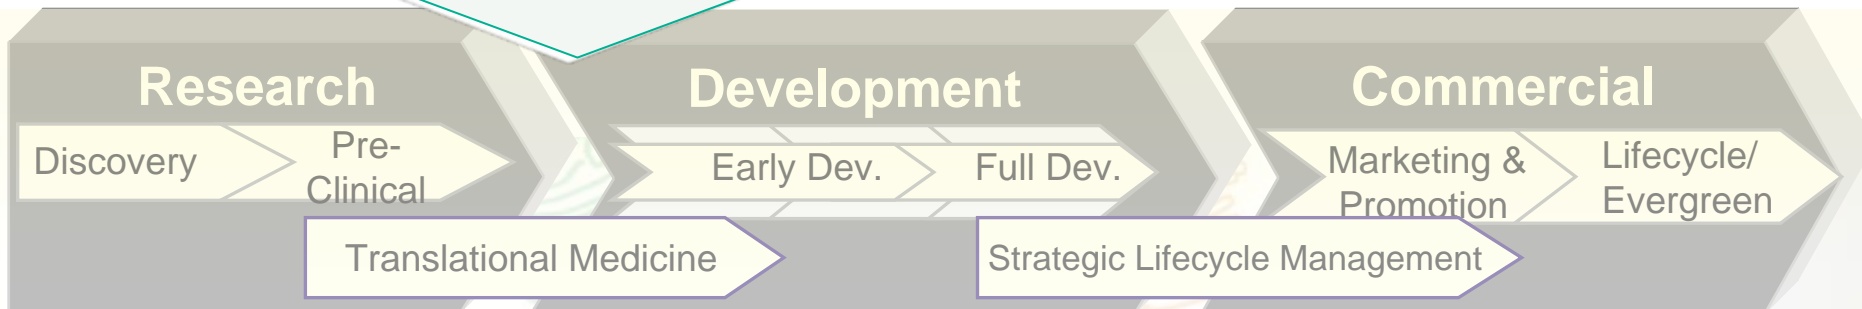 Research
Development
Commercial
Discovery
Pre-
Clinical
Early Dev.
Full Dev.
Marketing &
Promotion
Lifecycle/
Evergreen
Translational Medicine
Strategic Lifecycle Management